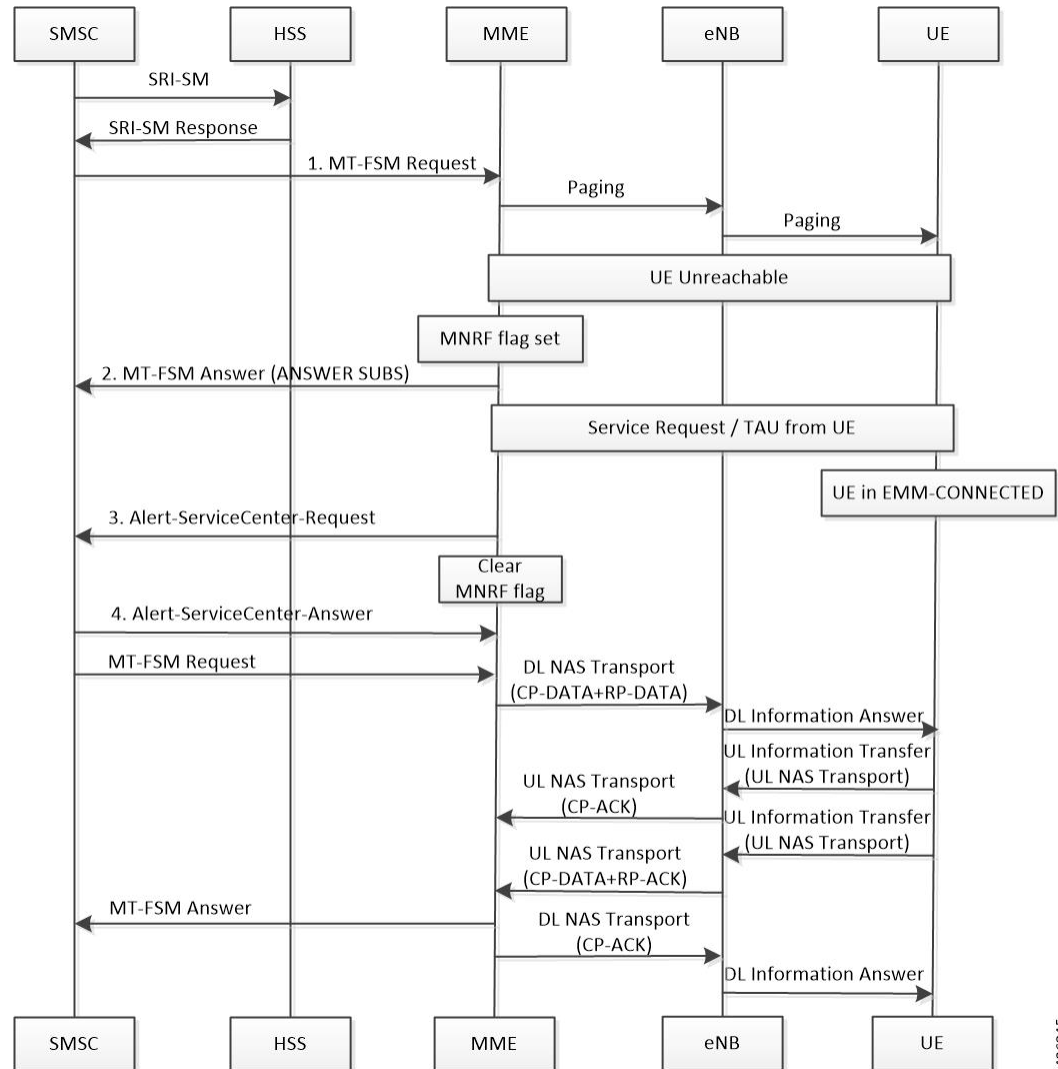 SMSC
HSS
MME
eNB
UE
SRI-SM
SRI-SM Response
1. MT-FSM Request
Paging
Paging
UE Unreachable
MNRF flag set
2. MT-FSM Answer (ANSWER SUBS)
Service Request / TAU from UE
UE in EMM-CONNECTED
3. Alert-ServiceCenter-Request
Clear
MNRF flag
4. Alert-ServiceCenter-Answer
MT-FSM Request
DL NAS Transport
(CP-DATA+RP-DATA)
DL Information Answer
UL Information Transfer
(UL NAS Transport)
UL NAS Transport
(CP-ACK)
UL Information Transfer
(UL NAS Transport)
UL NAS Transport
(CP-DATA+RP-ACK)
MT-FSM Answer
DL NAS Transport
(CP-ACK)
DL Information Answer
SMSC
HSS
MME
eNB
UE